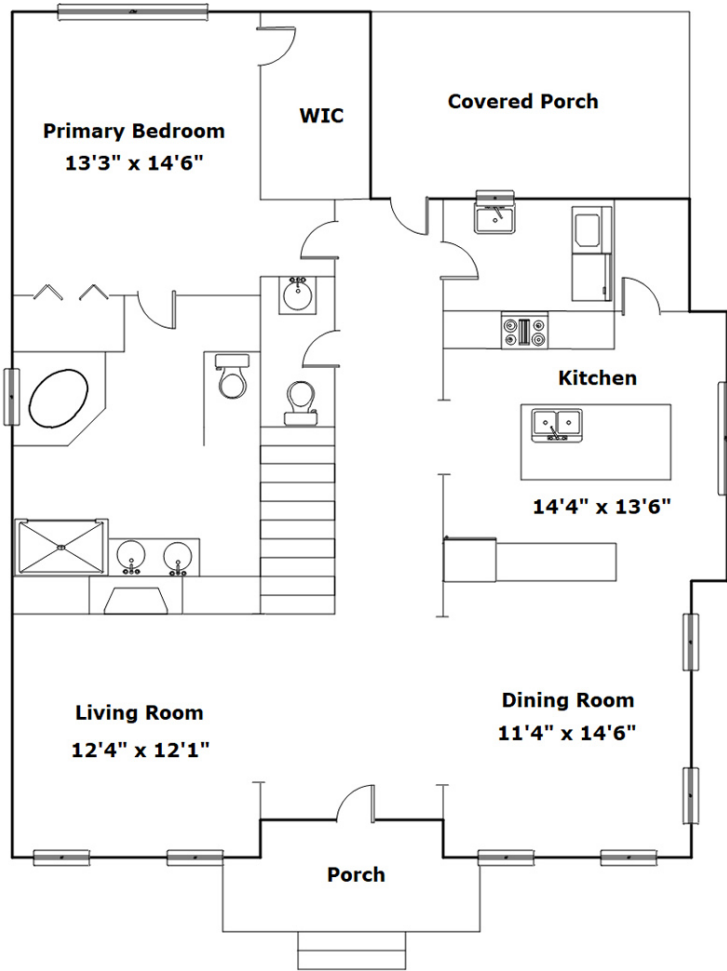 Primary Bedroom
13'3" x 14'6"
WIC
Covered Porch
Kitchen
14'4" x 13'6"
Living Room
12'4" x 12'1"
Dining Room
11'4" x 14'6"
Porch